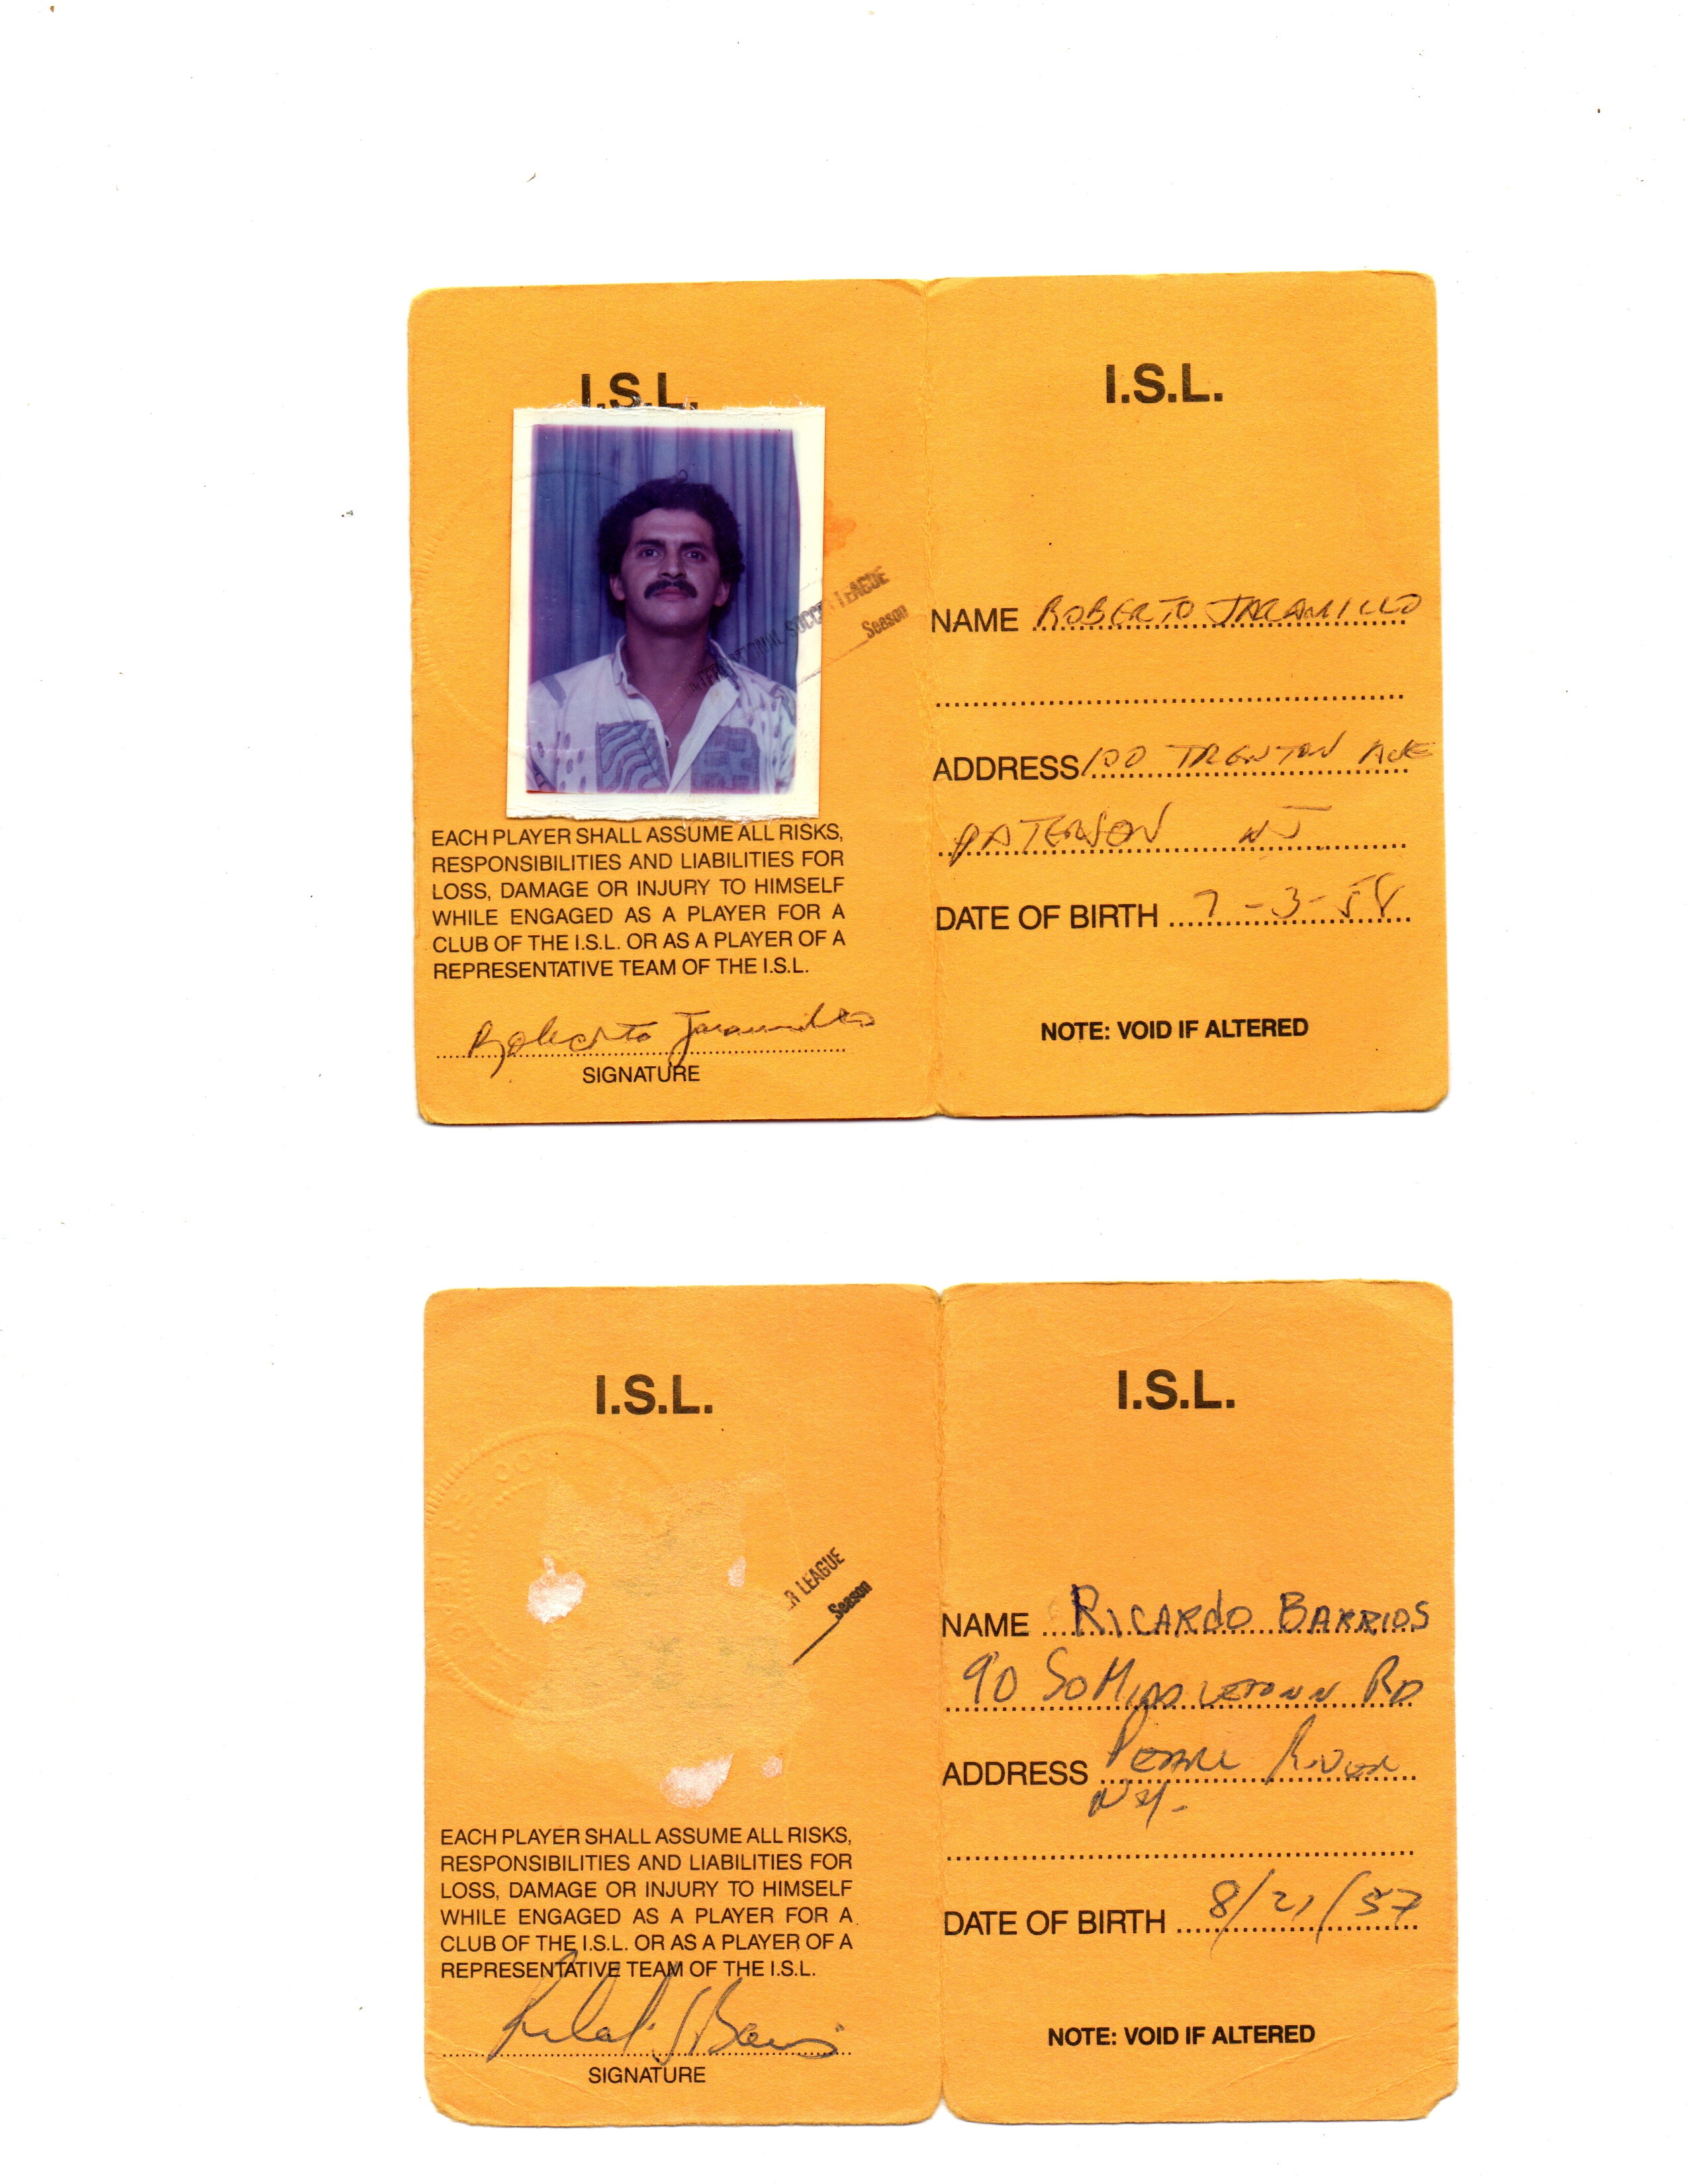 I.S.L.
INTERNATIONAL SOCCER LEAGUE
Season
EACH PLAYER SHALL ASSUME ALL RISKS,
RESPONSIBILITIES AND LIABILITIES FOR
LOSS, DAMAGE OR INJURY TO HIMSELF
WHILE ENGAGED AS A PLAYER FOR A
CLUB OF THE I.S.L. OR AS A PLAYER OF A
REPRESENTATIVE TEAM OF THE I.S.L.
Roberto Jaramillo
SIGNATURE
I.S.L.
NAME ROBERTO JARAMILLO
ADDRESS 100 TRENTON AVE
PATERSON NJ
DATE OF BIRTH 7-3-58
NOTE: VOID IF ALTERED
I.S.L.
R LEAGUE
Season
EACH PLAYER SHALL ASSUME ALL RISKS,
RESPONSIBILITIES AND LIABILITIES FOR
LOSS, DAMAGE OR INJURY TO HIMSELF
WHILE ENGAGED AS A PLAYER FOR A
CLUB OF THE I.S.L. OR AS A PLAYER OF A
REPRESENTATIVE TEAM OF THE I.S.L.
SIGNATURE
I.S.L.
NAME RICARDO BARRIOS
90 SO MIDDLETOWN RD
ADDRESS PEARL RIVER
NY.
DATE OF BIRTH 8/21/57
NOTE: VOID IF ALTERED